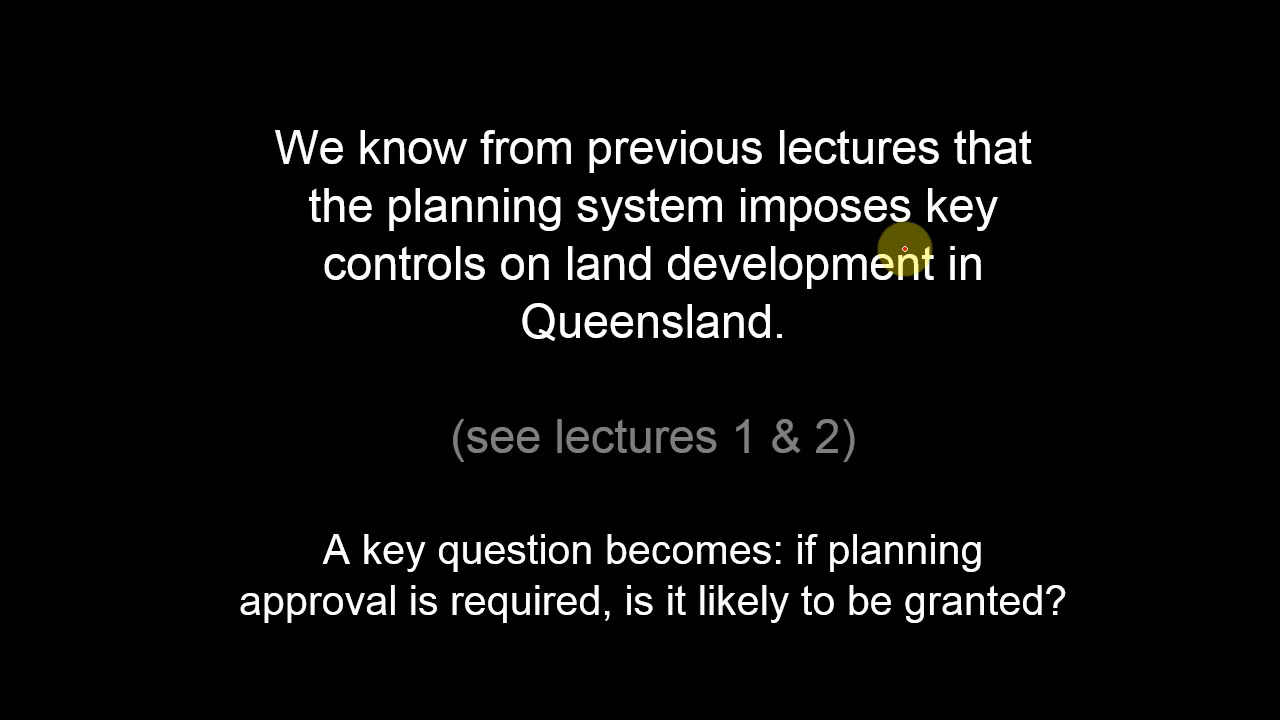 We know from previous lectures that
the planning system imposes key
controls on land development in
Queensland.
(see lectures 1 & 2)
A key question becomes: if planning
approval is required, is it likely to be granted?